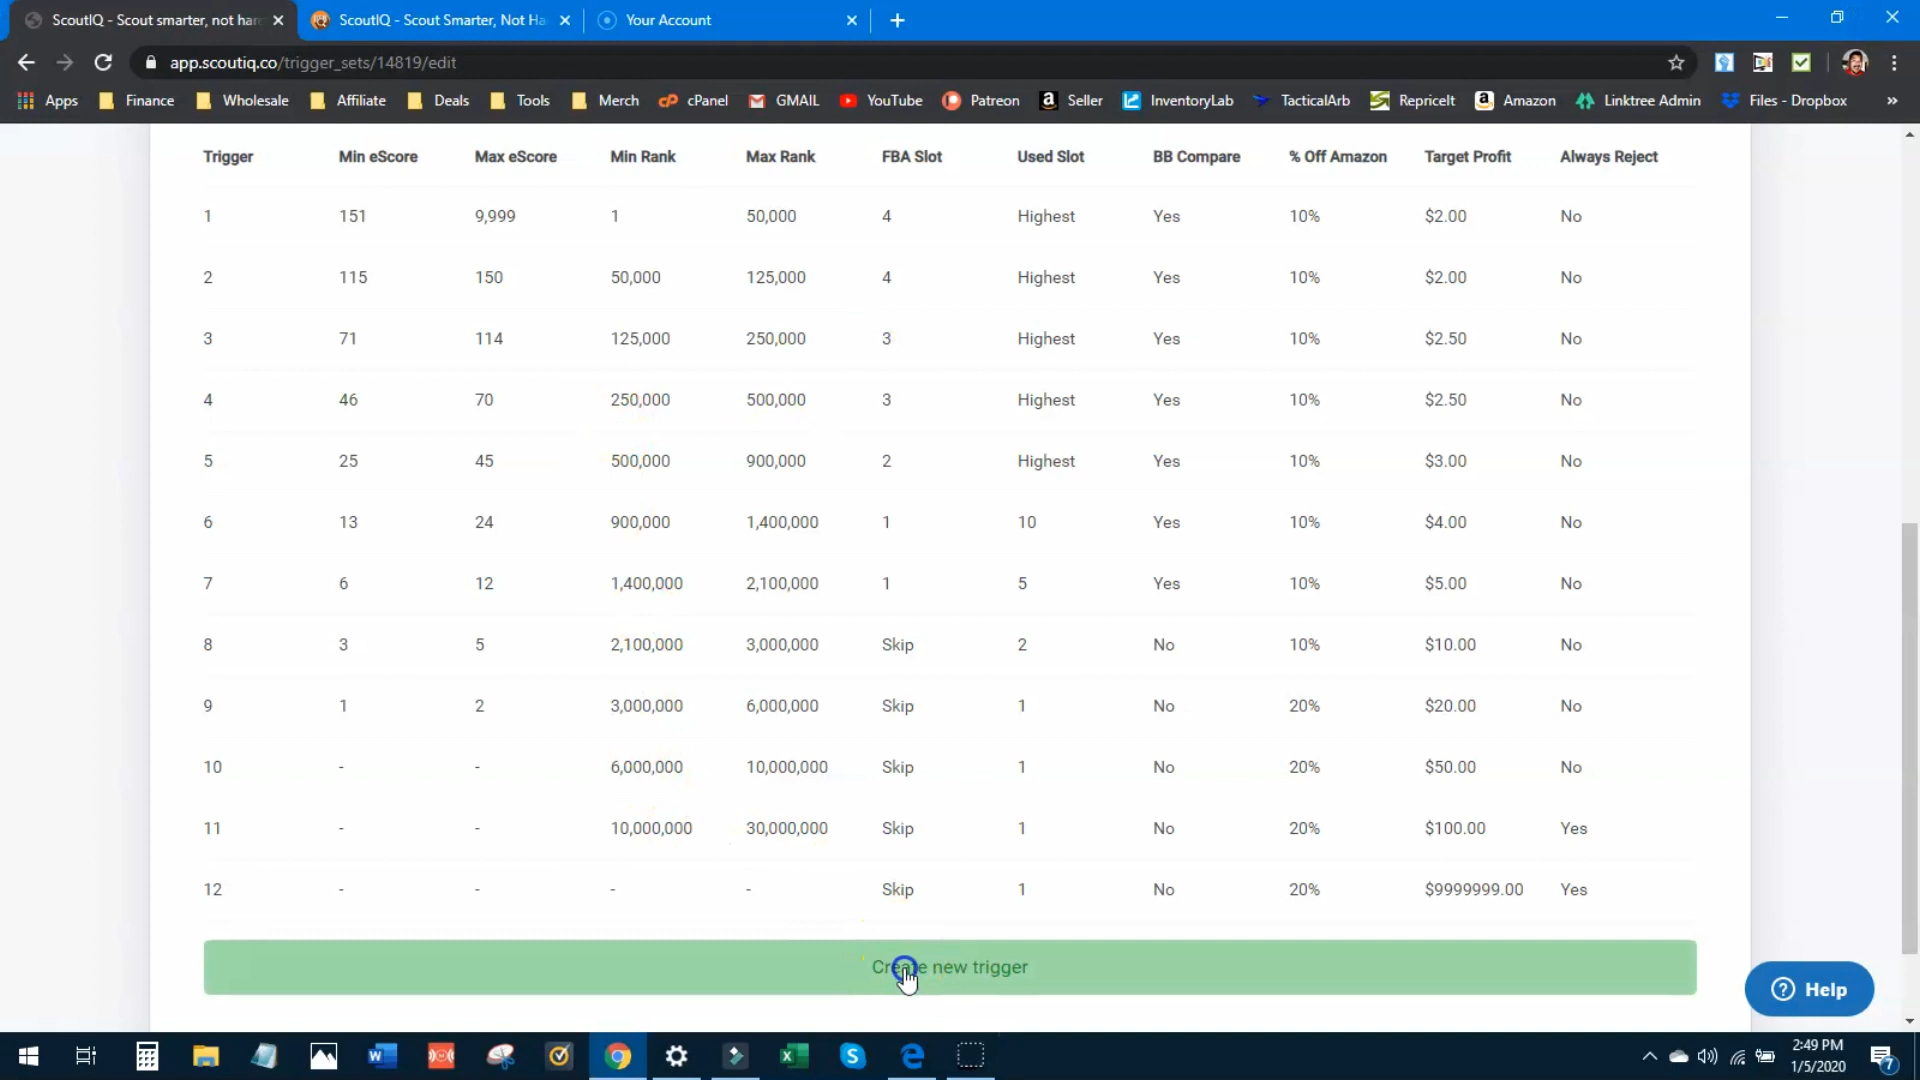 ScoutIQ - Scout smarter, not har
ScoutIQ - Scout Smarter, Not Ha
Your Account
app.scoutiq.co/trigger_sets/14819/edit
Apps Finance Wholesale Affiliate Deals Tools Merch cPanel GMAIL YouTube Patreon Seller InventoryLab TacticalArb RepriceIt Amazon Linktree Admin Files - Dropbox »
Trigger Min eScore Max eScore Min Rank Max Rank FBA Slot Used Slot BB Compare % Off Amazon Target Profit Always Reject
1 151 9,999 1 50,000 4 Highest Yes 10% $2.00 No
2 115 150 50,000 125,000 4 Highest Yes 10% $2.00 No
3 71 114 125,000 250,000 3 Highest Yes 10% $2.50 No
4 46 70 250,000 500,000 3 Highest Yes 10% $2.50 No
5 25 45 500,000 900,000 2 Highest Yes 10% $3.00 No
6 13 24 900,000 1,400,000 1 10 Yes 10% $4.00 No
7 6 12 1,400,000 2,100,000 1 5 Yes 10% $5.00 No
8 3 5 2,100,000 3,000,000 Skip 2 No 10% $10.00 No
9 1 2 3,000,000 6,000,000 Skip 1 No 20% $20.00 No
10 - - 6,000,000 10,000,000 Skip 1 No 20% $50.00 No
11 - - 10,000,000 30,000,000 Skip 1 No 20% $100.00 Yes
12 - - - - Skip 1 No 20% $9999999.00 Yes
Create new trigger
Help
2:49 PM
1/5/2020
7